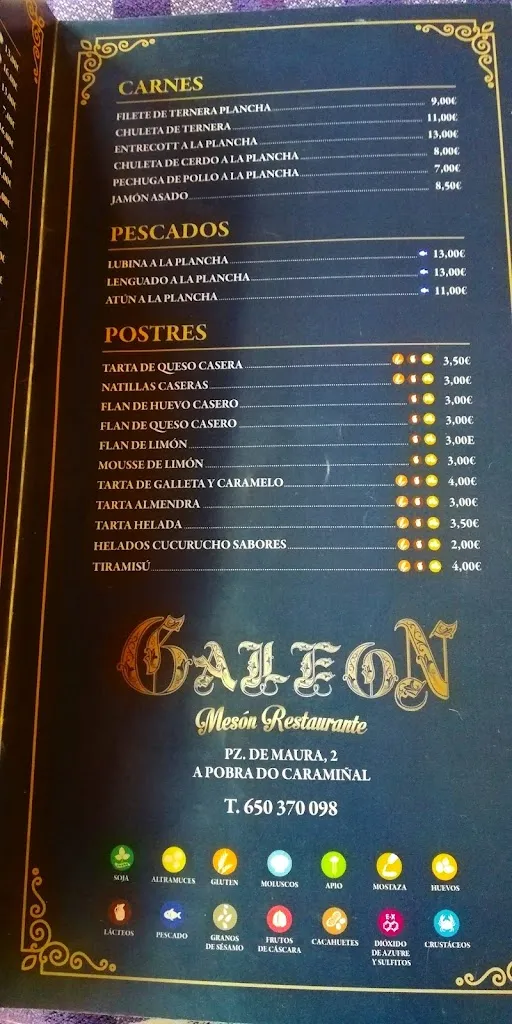 CARNES
FILETE DE TERNERA PLANCHA 9,00€
CHULETA DE TERNERA 11,00€
ENTRECOTT A LA PLANCHA 13,00€
CHULETA DE CERDO A LA PLANCHA 8,00€
PECHUGA DE POLLO A LA PLANCHA 7,00€
JAMÓN ASADO 8,50€
PESCADOS
LUBINA A LA PLANCHA 13,00€
LENGUADO A LA PLANCHA 13,00€
ATÚN A LA PLANCHA 11,00€
POSTRES
TARTA DE QUESO CASERA 3,50€
NATILLAS CASERAS 3,00€
FLAN DE HUEVO CASERO 3,00€
FLAN DE QUESO CASERO 3,00€
FLAN DE LIMÓN 3,00E
MOUSSE DE LIMÓN 3,00€
TARTA DE GALLETA Y CARAMELO 4,00€
TARTA ALMENDRA 3,00€
TARTA HELADA 3,50€
HELADOS CUCURUCHO SABORES 2,00€
TIRAMISÚ 4,00€
GALEON
Mesón Restaurante
PZ. DE MAURA, 2
A POBRA DO CARAMIÑAL
T. 650 370 098
SOJA ALTRAMUCES GLUTEN MOLUSCOS APIO MOSTAZA HUEVOS
LÁCTEOS PESCADO GRANOS DE SÉSAMO FRUTOS DE CÁSCARA CACAHUETES DIÓXIDO DE AZUFRE Y SULFITOS CRUSTÁCEOS